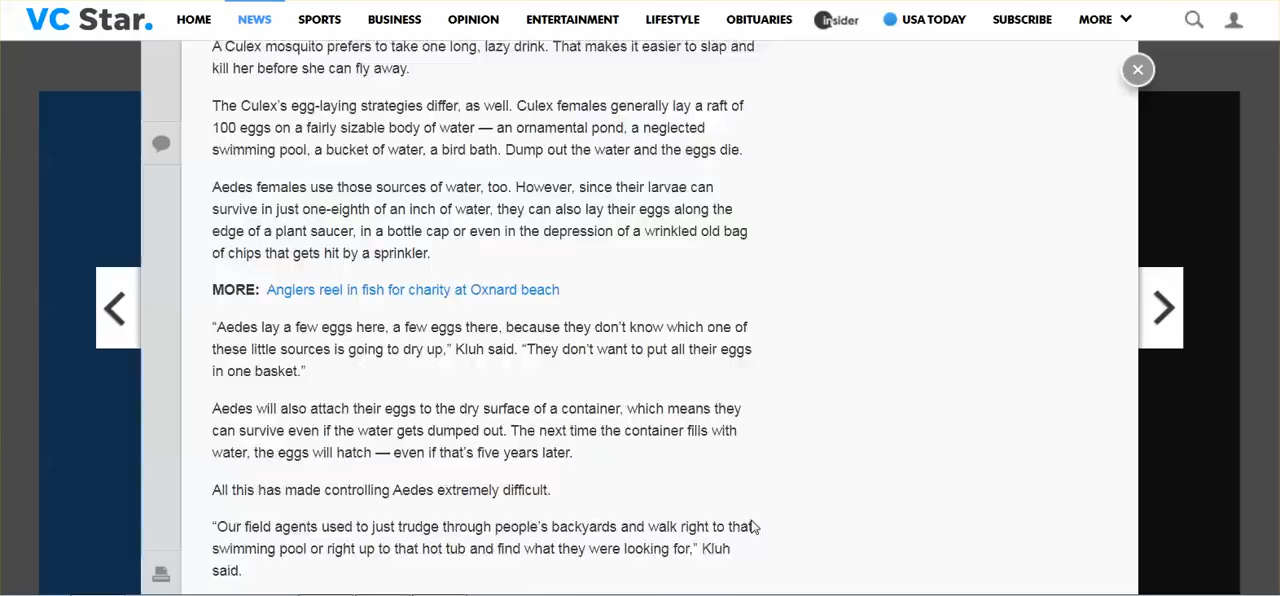 VC Star. HOME NEWS SPORTS BUSINESS OPINION ENTERTAINMENT LIFESTYLE OBITUARIES Insider USA TODAY SUBSCRIBE MORE
A Culex mosquito prefers to take one long, lazy drink. That makes it easier to slap and
kill her before she can fly away.
The Culex's egg-laying strategies differ, as well. Culex females generally lay a raft of
100 eggs on a fairly sizable body of water — an ornamental pond, a neglected
swimming pool, a bucket of water, a bird bath. Dump out the water and the eggs die.
Aedes females use those sources of water, too. However, since their larvae can
survive in just one-eighth of an inch of water, they can also lay their eggs along the
edge of a plant saucer, in a bottle cap or even in the depression of a wrinkled old bag
of chips that gets hit by a sprinkler.
MORE: Anglers reel in fish for charity at Oxnard beach
“Aedes lay a few eggs here, a few eggs there, because they don’t know which one of
these little sources is going to dry up,” Kluh said. “They don’t want to put all their eggs
in one basket.”
Aedes will also attach their eggs to the dry surface of a container, which means they
can survive even if the water gets dumped out. The next time the container fills with
water, the eggs will hatch — even if that’s five years later.
All this has made controlling Aedes extremely difficult.
“Our field agents used to just trudge through people’s backyards and walk right to that
swimming pool or right up to that hot tub and find what they were looking for,” Kluh
said.